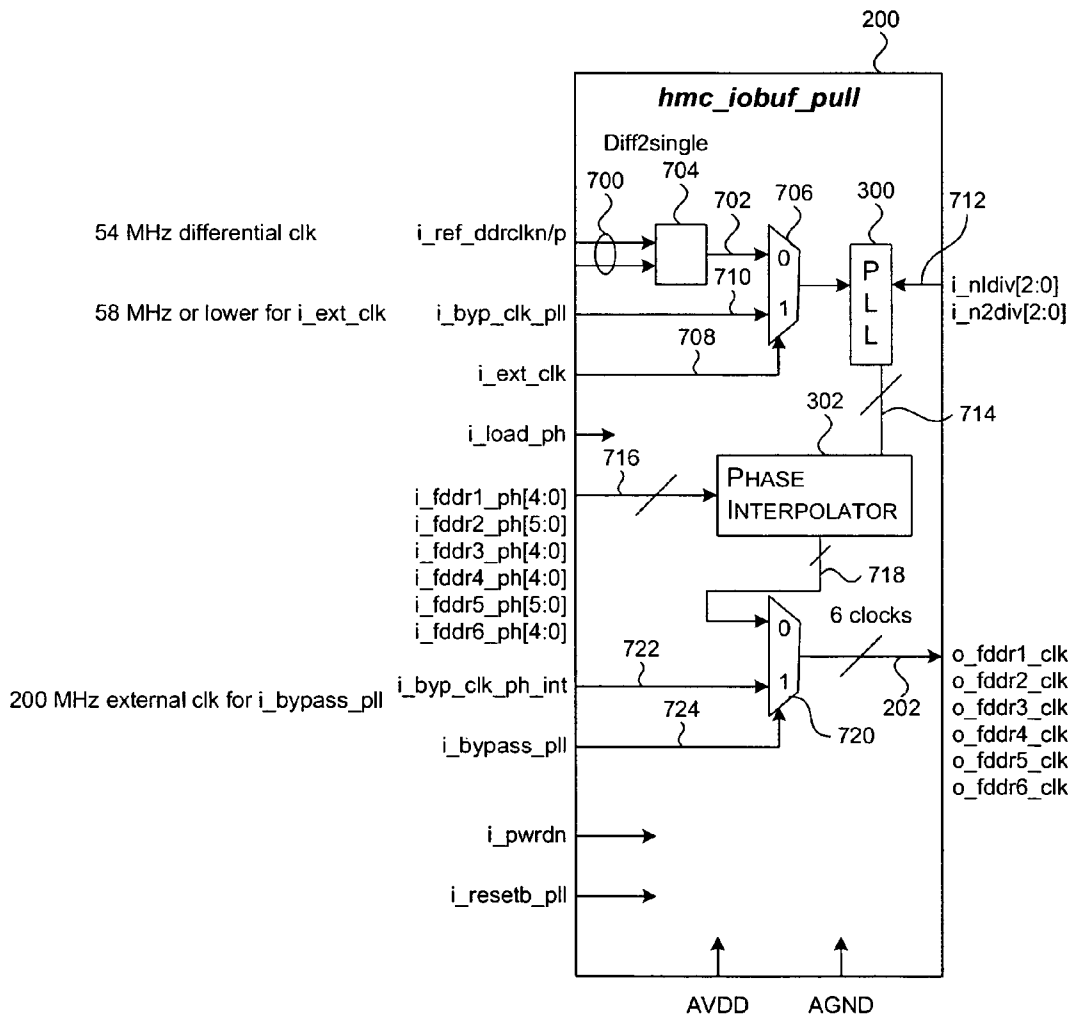 200
hmc_iobuf_pull
Diff2single
700
704
702
706
300
712
54 MHz differential clk
i_ref_ddrclkn/p
0
710
PLL
i_nldiv[2:0]
58 MHz or lower for i_ext_clk
i_byp_clk_pll
1
i_n2div[2:0]
708
i_ext_clk
302
714
i_load_ph
716
PHASE
INTERPOLATOR
i_fddr1_ph[4:0]
i_fddr2_ph[5:0]
i_fddr3_ph[4:0]
i_fddr4_ph[4:0]
i_fddr5_ph[5:0]
i_fddr6_ph[4:0]
718
0
6 clocks
722
200 MHz external clk for i_bypass_pll
i_byp_clk_ph_int
1
724
720
202
i_bypass_pll
o_fddr1_clk
o_fddr2_clk
o_fddr3_clk
o_fddr4_clk
o_fddr5_clk
o_fddr6_clk
i_pwrdn
i_resetb_pll
AVDD
AGND